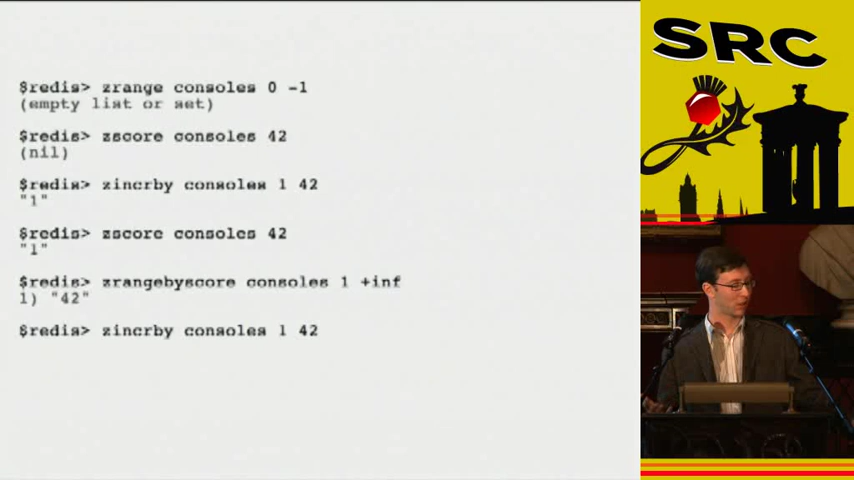 $redis> zrange consoles 0 -1
(empty list or set)
$redis> zscore consoles 42
(nil)
$redis> zincrby consoles 1 42
"1"
$redis> zscore consoles 42
"1"
$redis> zrangebyscore consoles 1 +inf
1) "42"
$redis> zincrby consoles 1 42
SRC